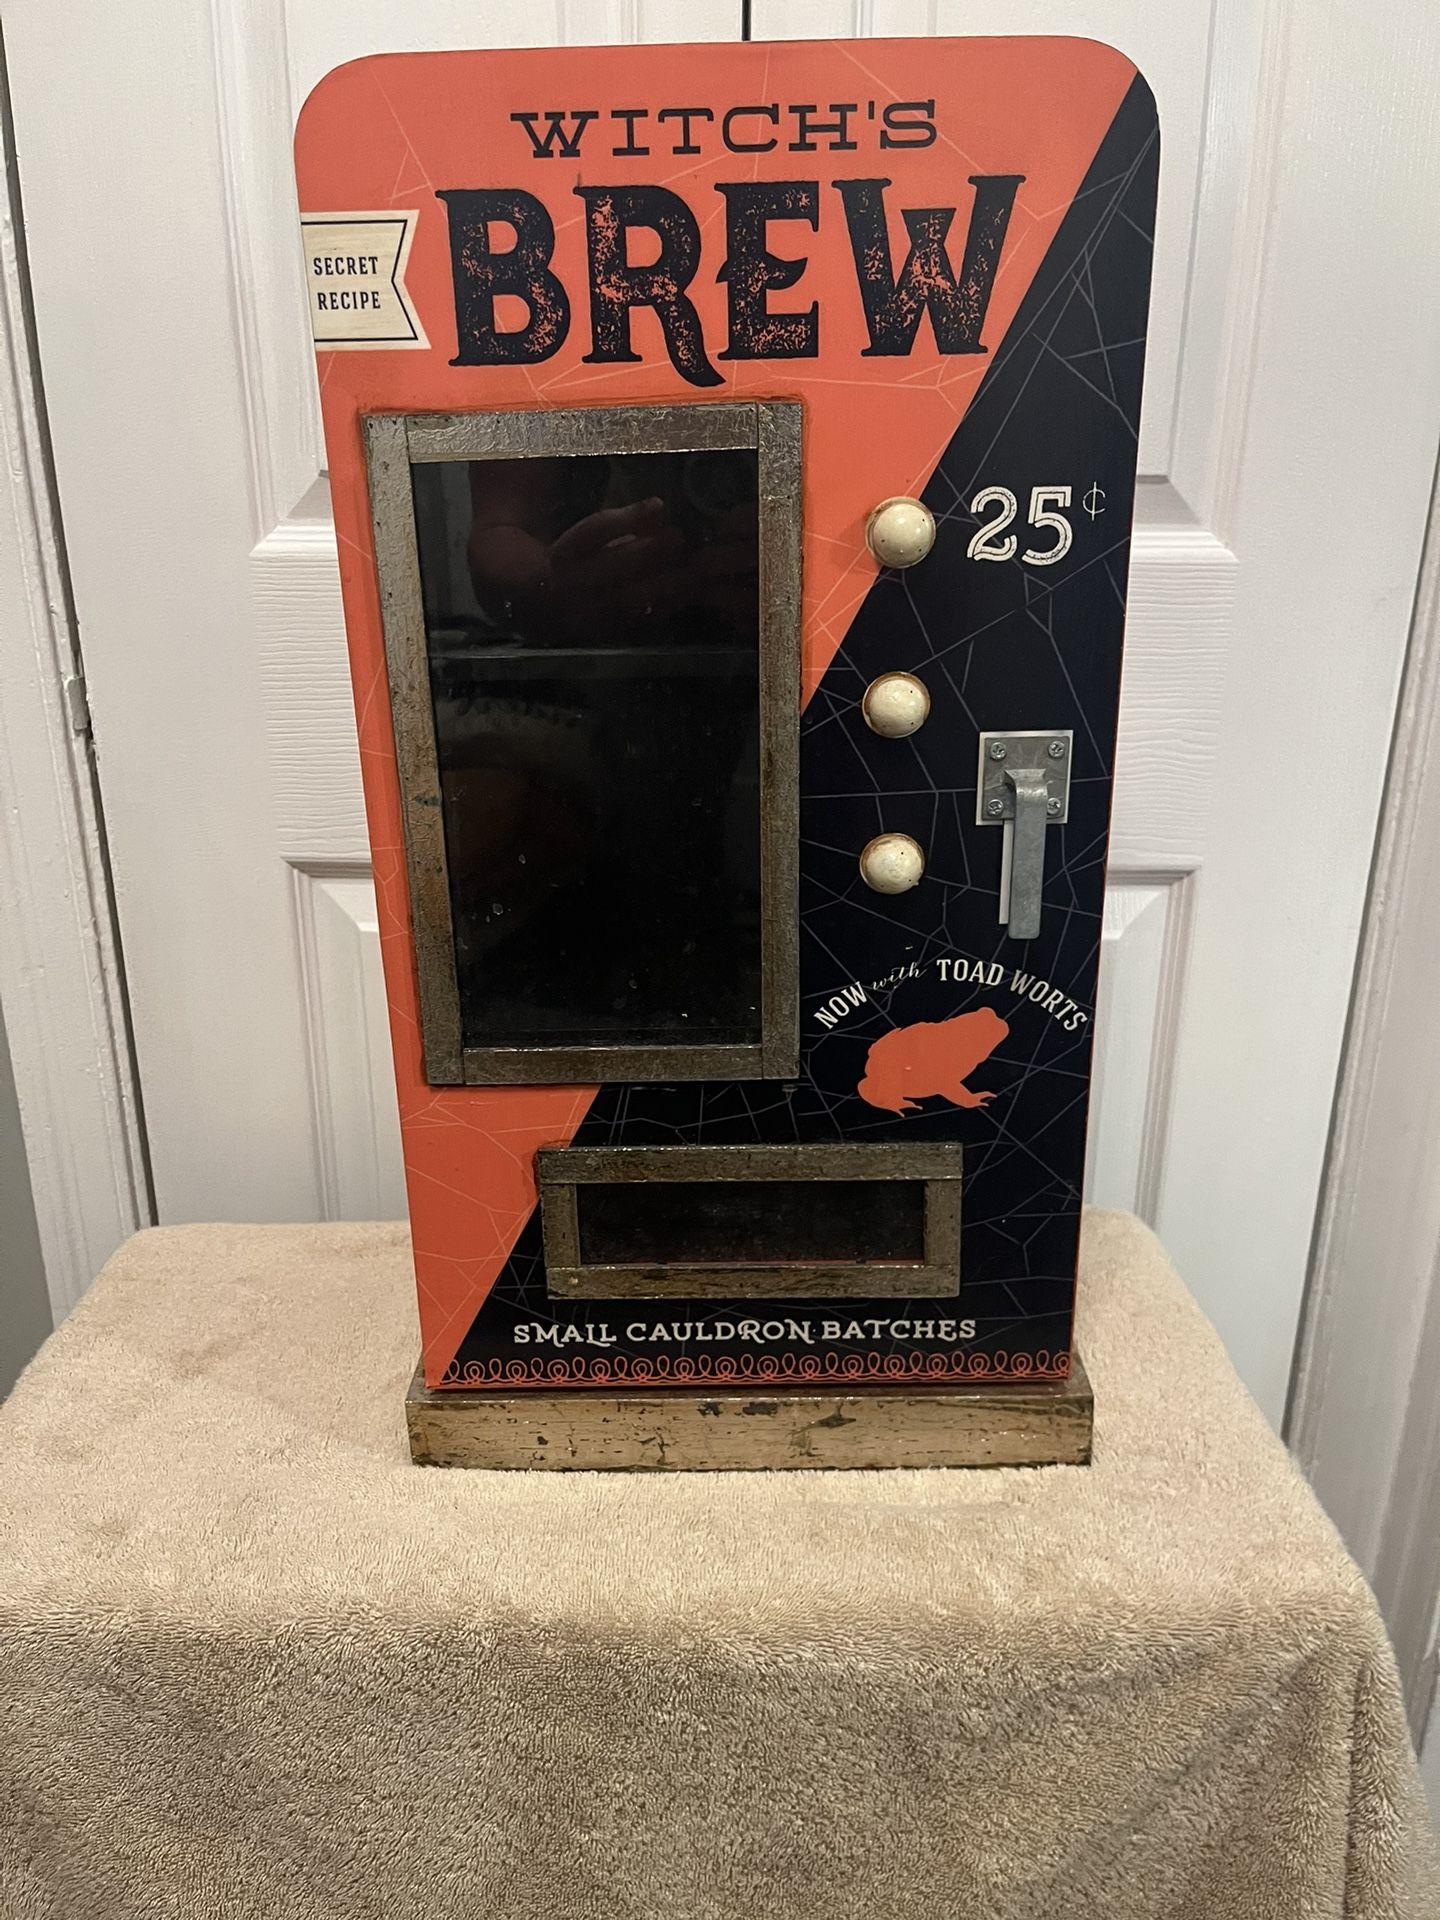 WITCH'S
BREW
SECRET
RECIPE
25¢
NOW with TOAD WORTS
SMALL CAULDRON BATCHES